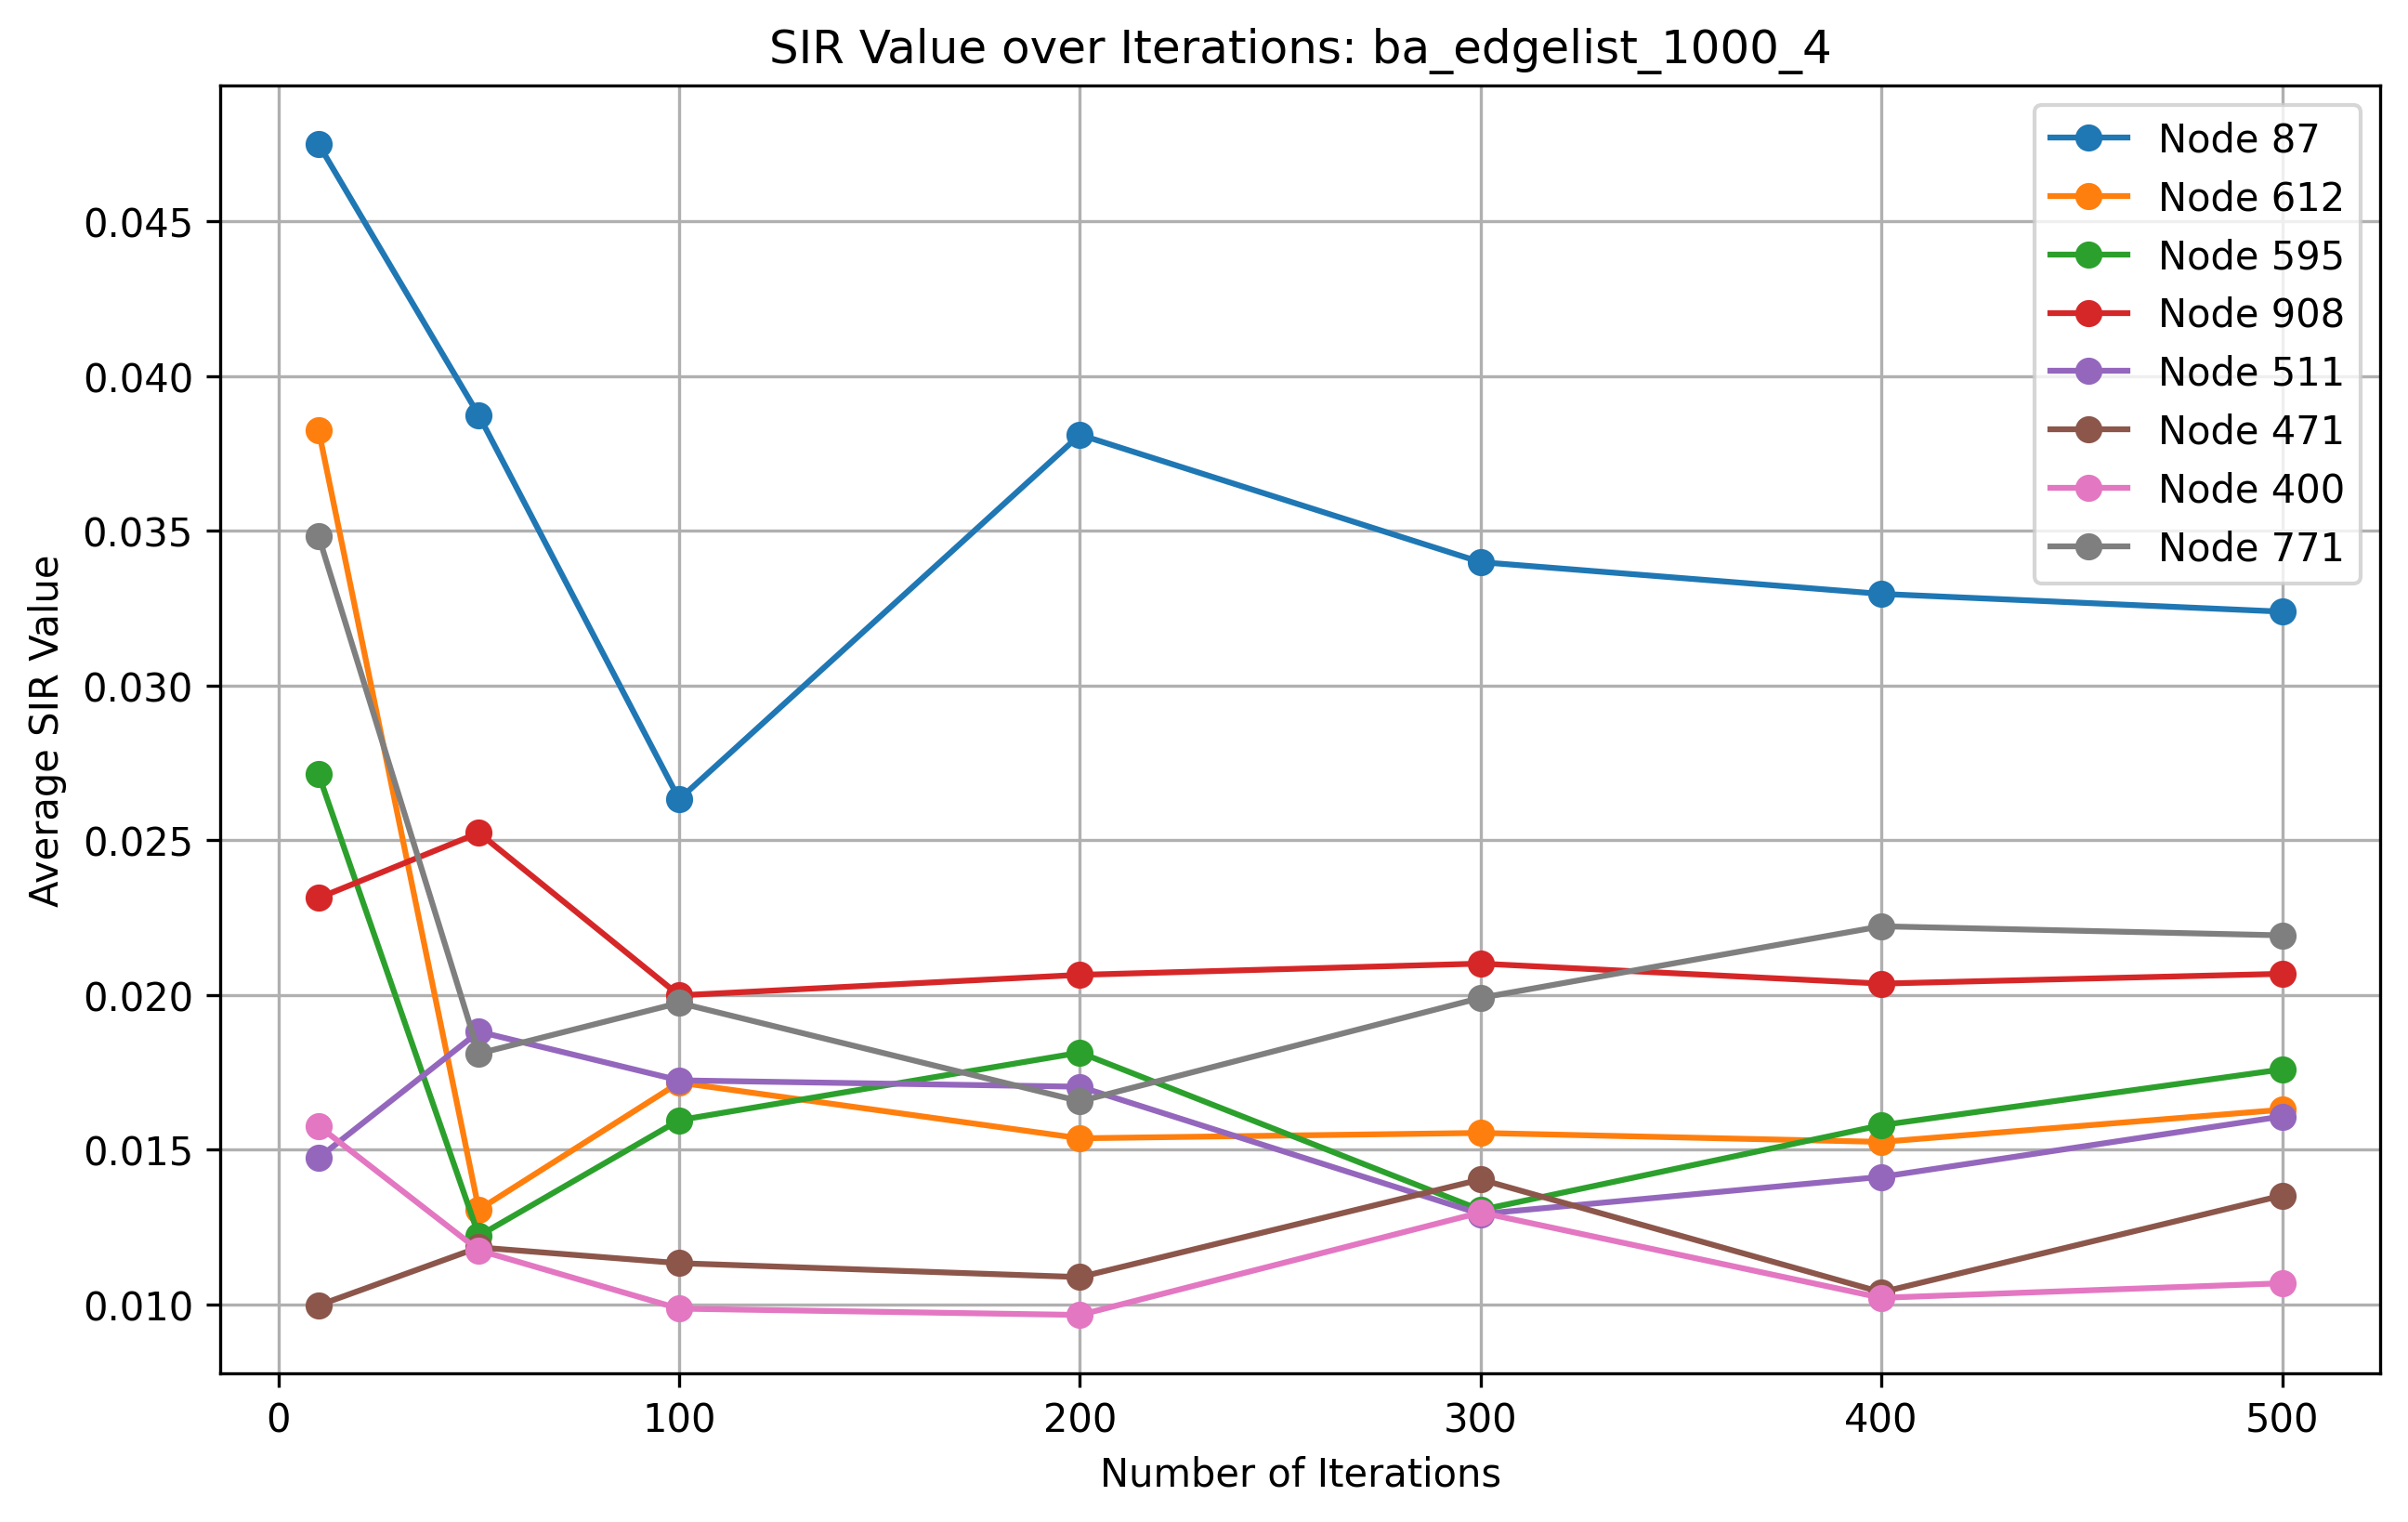 SIR Value over Iterations: ba_edgelist_1000_4
Average SIR Value
0.045
0.040
0.035
0.030
0.025
0.020
0.015
0.010
Node 87
Node 612
Node 595
Node 908
Node 511
Node 471
Node 400
Node 771
0 100 200 300 400 500
Number of Iterations